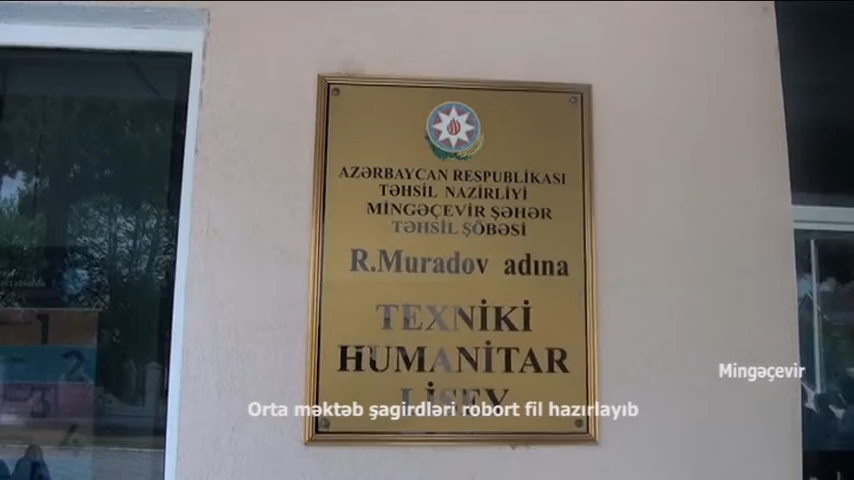 AZƏRBAYCAN RESPUBLİKASI
TƏHSİL NAZİRLİYİ
MİNGƏÇEVİR ŞƏHƏR
TƏHSİL ŞÖBƏSİ
R.Muradov adına
TEXNİKİ
HUMANİTAR
LİSEY
Mingəçevir
Orta məktəb şagirdləri robort fil hazırlayıb